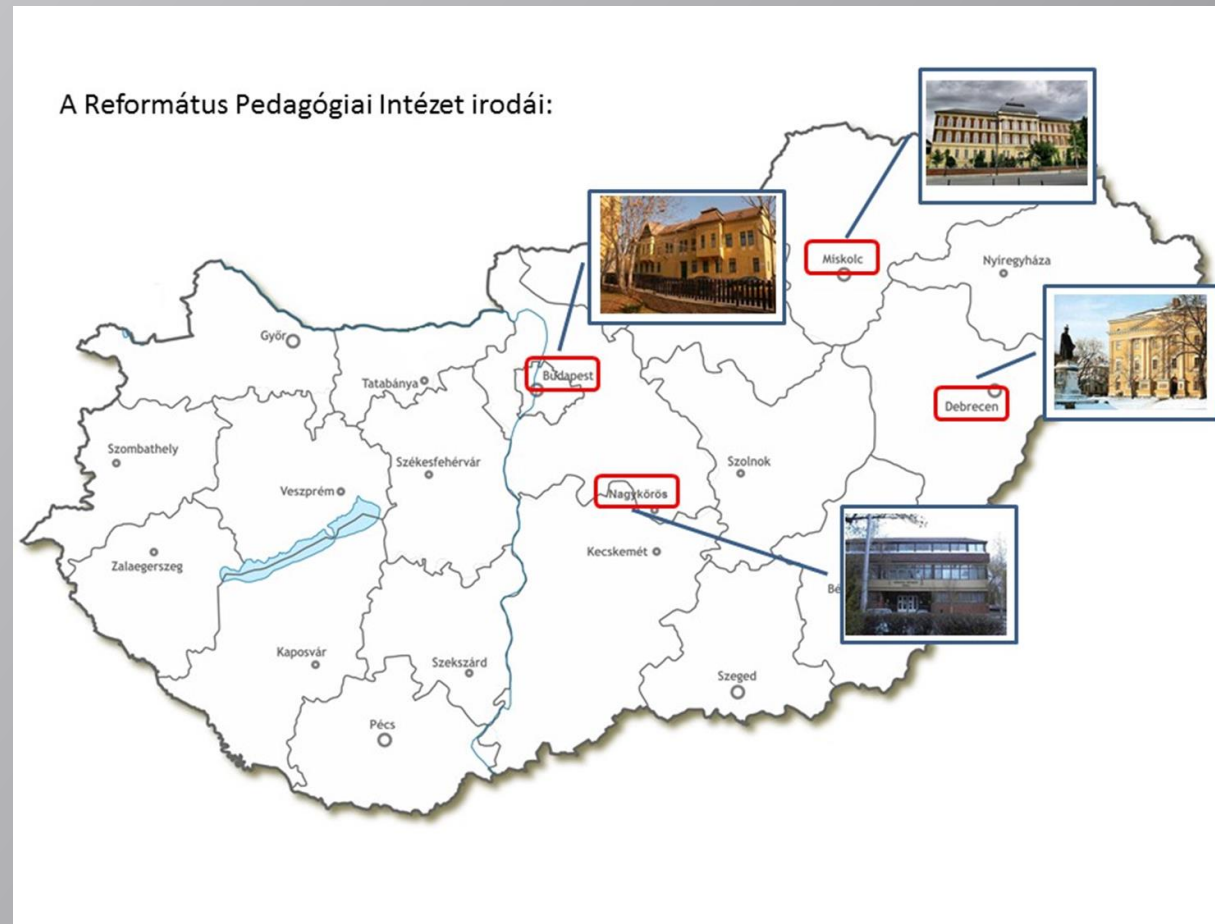 A Református Pedagógiai Intézet irodái:
Miskolc
Nyíregyháza
Győr
Tatabánya
Budapest
Debrecen
Szombathely
Székesfehérvár
Szolnok
Veszprém
Nagykőrös
Kecskemét
Zalaegerszeg
Bé
Kaposvár
Szekszárd
Szeged
Pécs